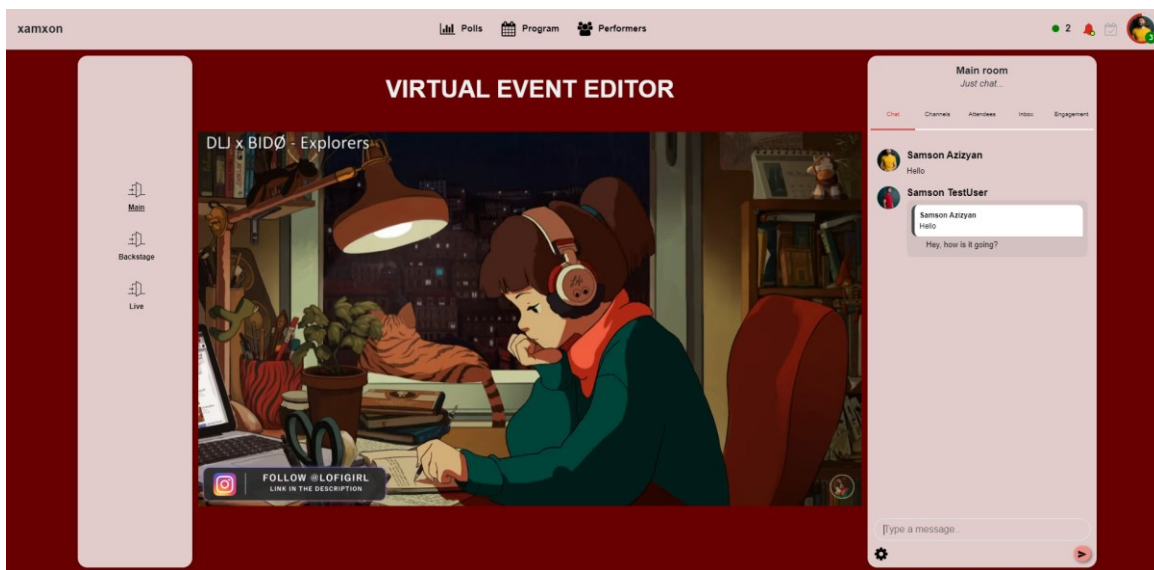 xamxon
Polls
Program
Performers
2
3
Main
Backstage
Live
VIRTUAL EVENT EDITOR
DLJ x BIDØ - Explorers
FOLLOW @LOFIGIRL
LINK IN THE DESCRIPTION
Main room
Just chat...
Chat
Channels
Attendees
Inbox
Engagement
Samson Azizyan
Hello
Samson TestUser
Samson Azizyan
Hello
Hey, how is it going?
Type a message..